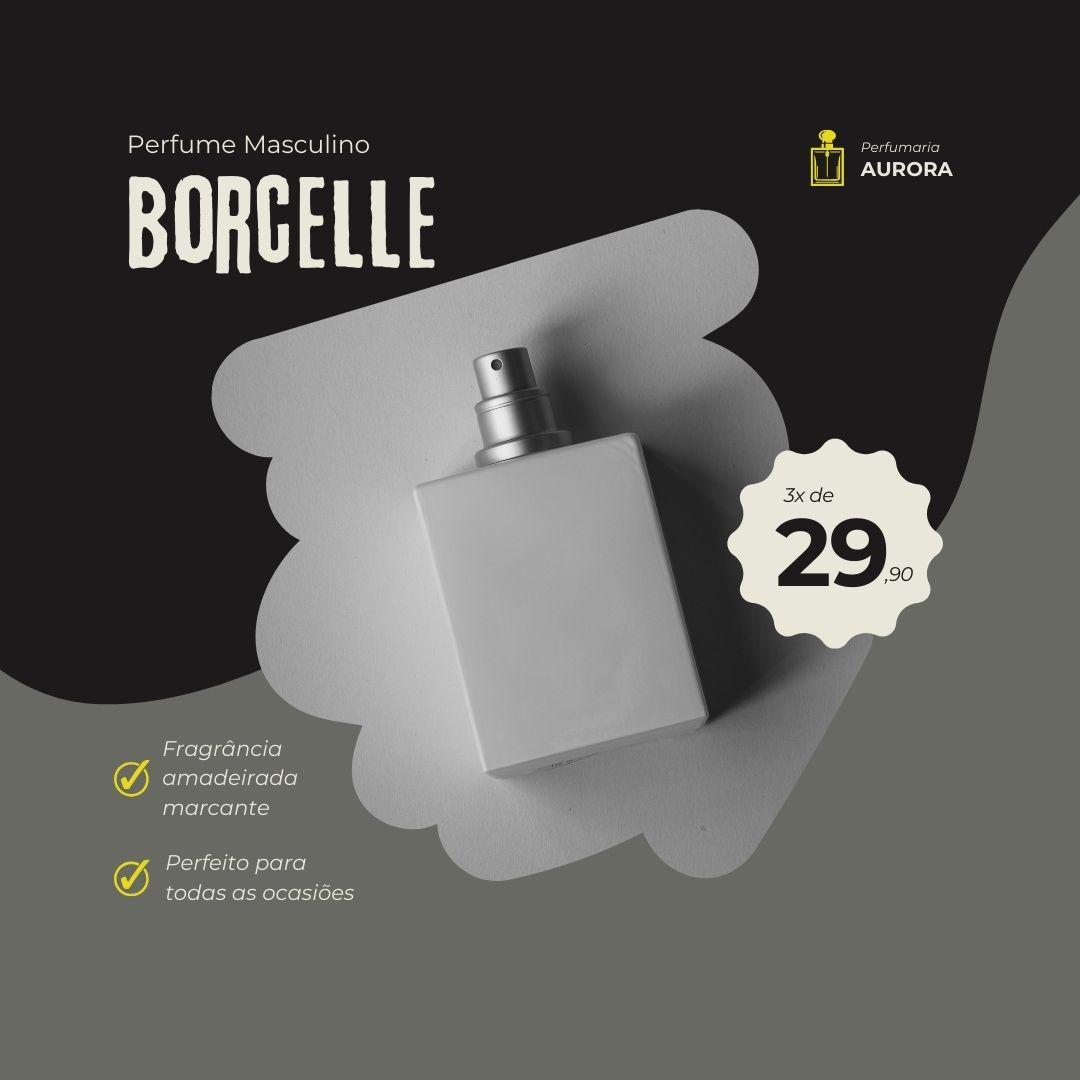 Perfume Masculino
BORCELLE
Perfumaria
AURORA
3x de
29,90
Fragrância
amadeirada
marcante
Perfeito para
todas as ocasiões